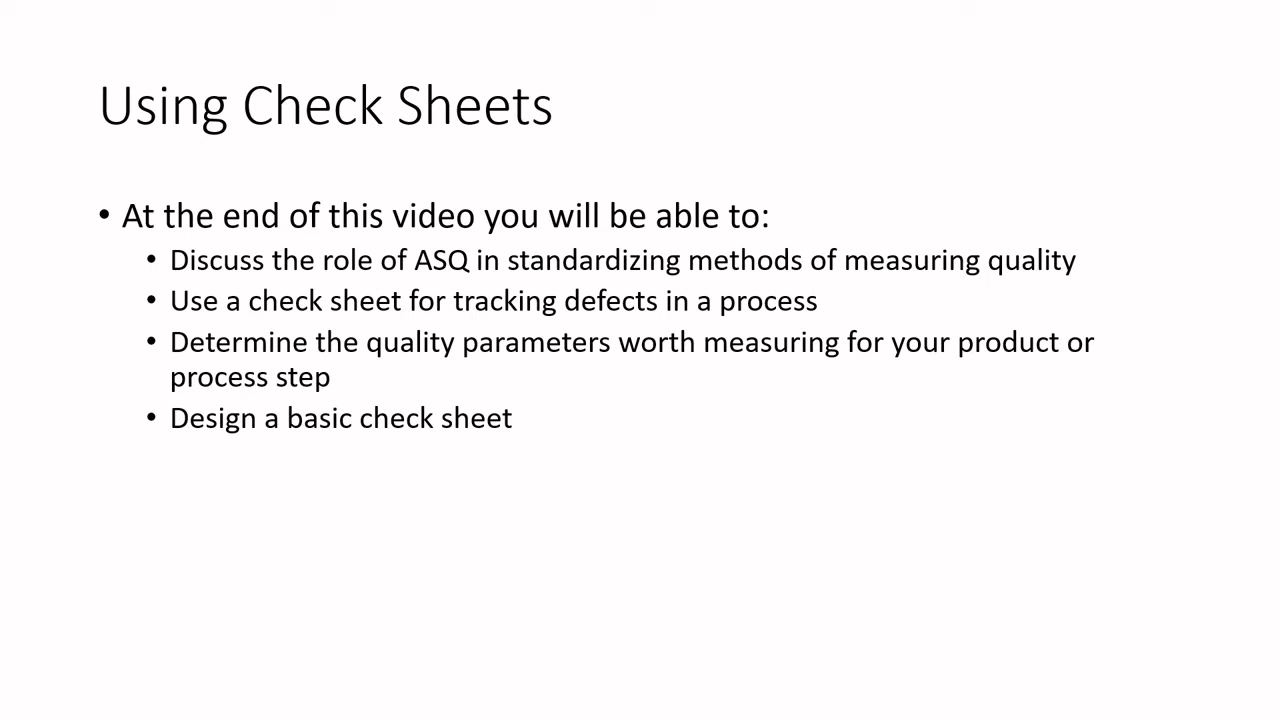 Using Check Sheets
• At the end of this video you will be able to:
• Discuss the role of ASQ in standardizing methods of measuring quality
• Use a check sheet for tracking defects in a process
• Determine the quality parameters worth measuring for your product or
process step
• Design a basic check sheet